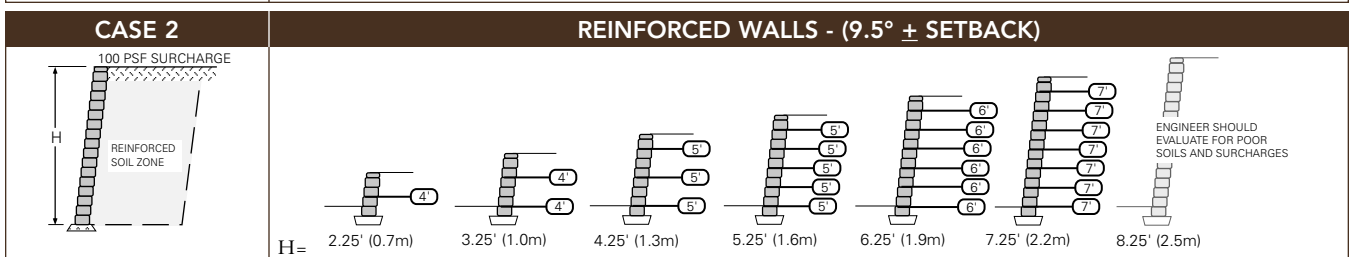 CASE 2
REINFORCED WALLS - (9.5° ± SETBACK)
100 PSF SURCHARGE
H
REINFORCED
SOIL ZONE
4'
4'
4'
5'
5'
5'
5'
5'
5'
5'
5'
6'
6'
6'
6'
6'
6'
7'
7'
7'
7'
7'
7'
7'
ENGINEER SHOULD
EVALUATE FOR POOR
SOILS AND SURCHARGES
H= 2.25' (0.7m) 3.25' (1.0m) 4.25' (1.3m) 5.25' (1.6m) 6.25' (1.9m) 7.25' (2.2m) 8.25' (2.5m)